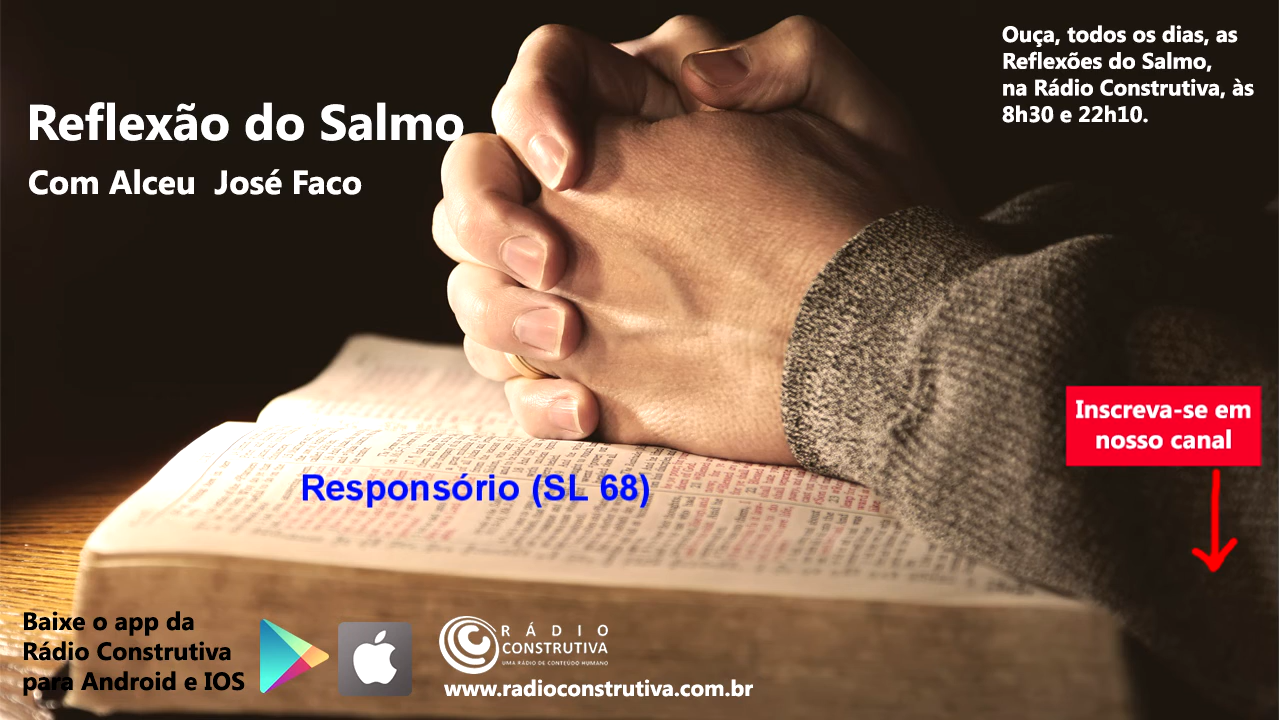 Reflexão do Salmo
Com Alceu José Faco
Ouça, todos os dias, as
Reflexões do Salmo,
na Rádio Construtiva, às
8h30 e 22h10.
Inscreva-se em
nosso canal
Responsório (SL 68)
Baixe o app da
Rádio Construtiva
para Android e IOS
RÁDIO
CONSTRUTIVA
UMA RÁDIO DE CONTEÚDO HUMANO
www.radioconstrutiva.com.br